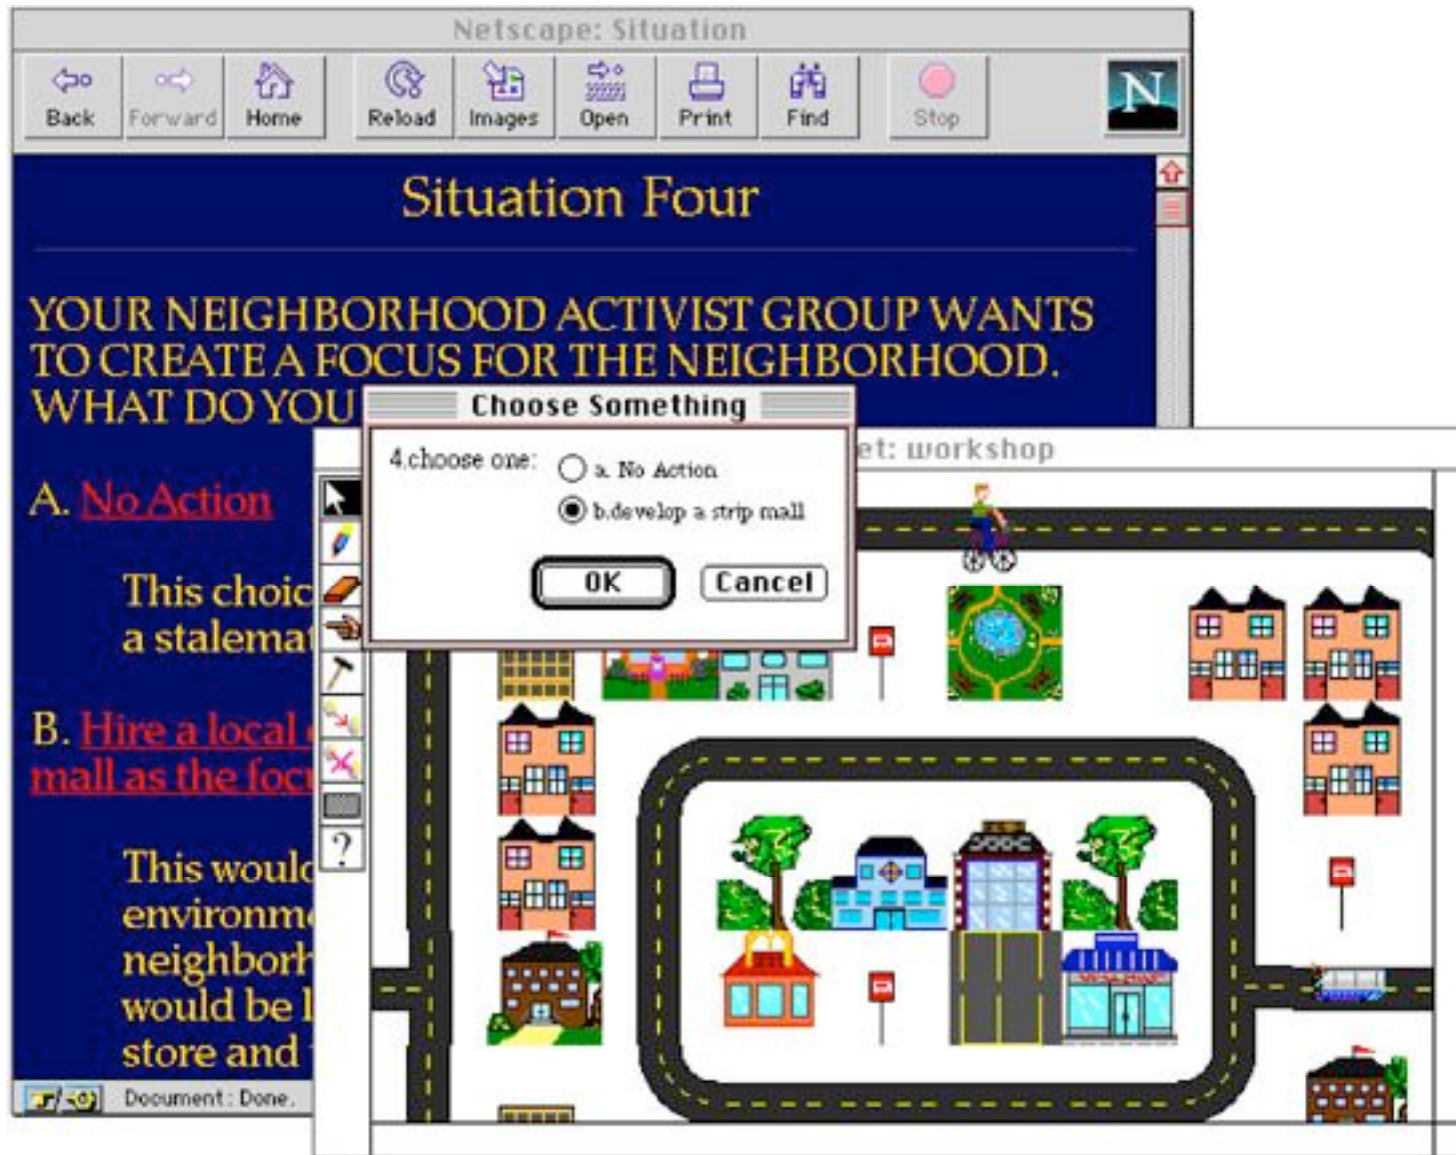 Netscape: Situation
Back
Forward
Home
Reload
Images
Open
Print
Find
Stop
N
Situation Four
YOUR NEIGHBORHOOD ACTIVIST GROUP WANTS
TO CREATE A FOCUS FOR THE NEIGHBORHOOD.
WHAT DO YOU
A. No Action
This choic
a stalemat
B. Hire a local
mall as the focu
This would
environme
neighborh
would be l
store and
Document: Done.
Choose Something
4.choose one:
a. No Action
b.develop a strip mall
OK
Cancel
et: workshop
?